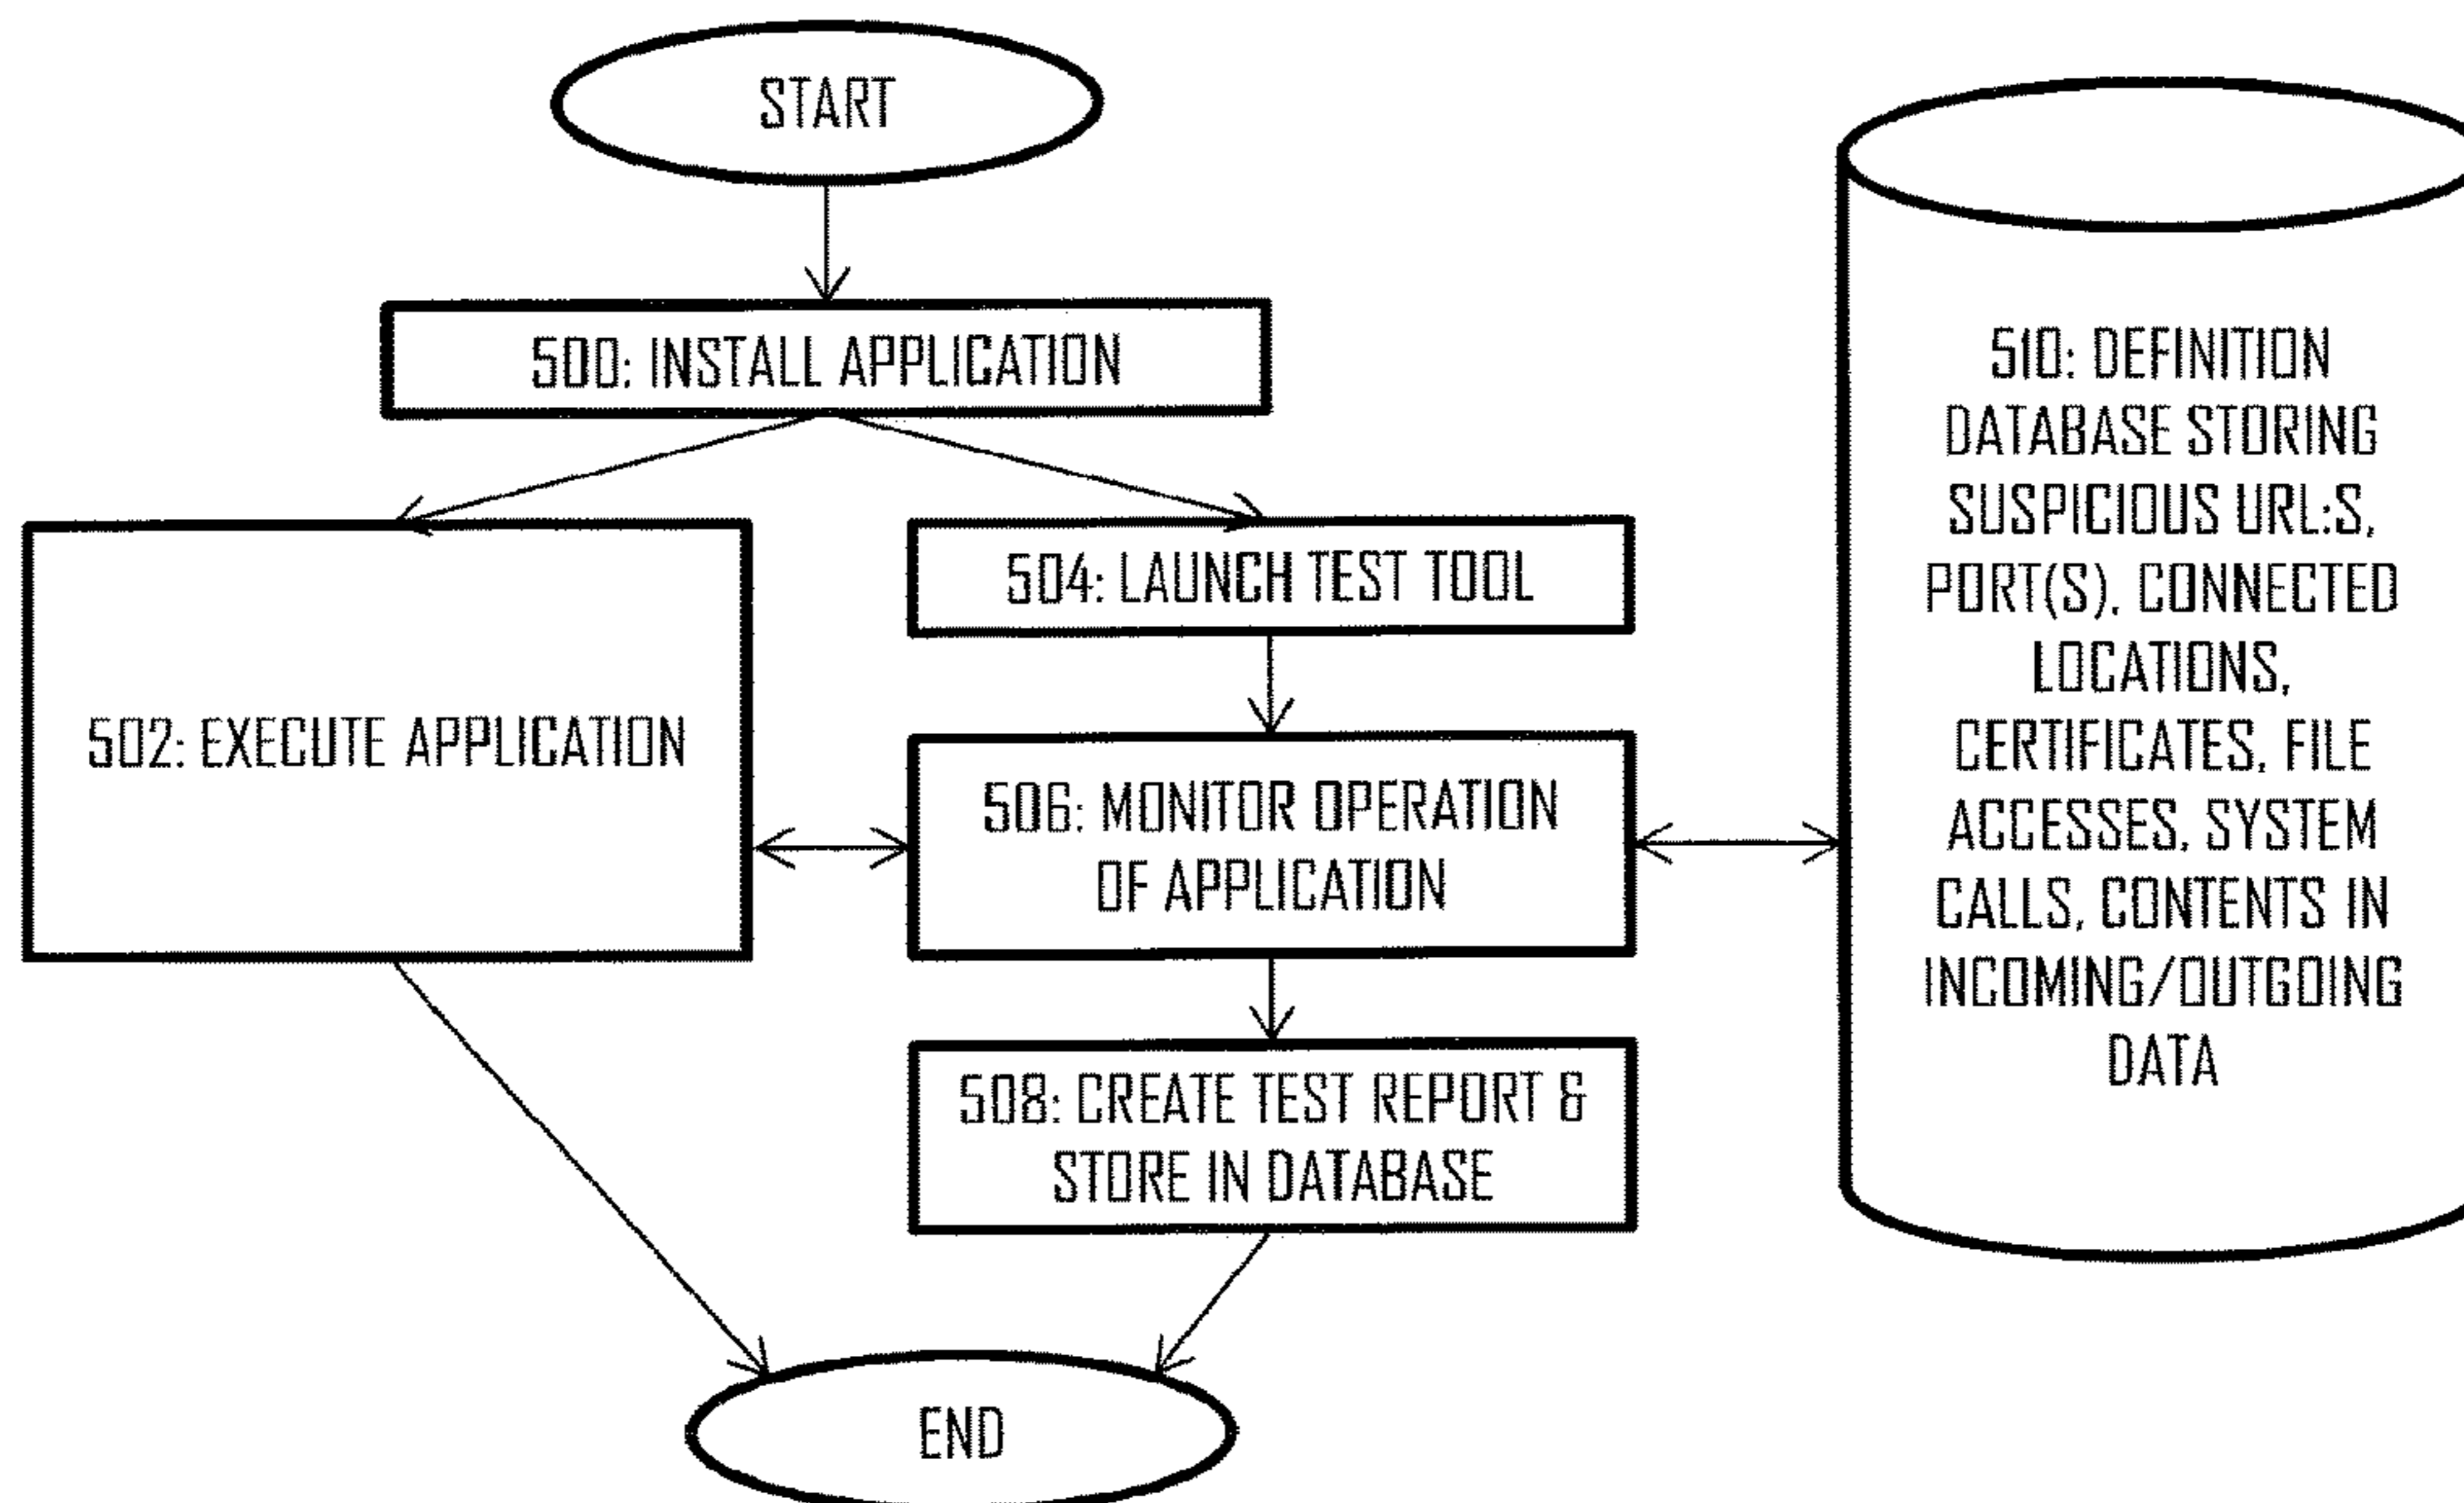 START
500: INSTALL APPLICATION
504: LAUNCH TEST TOOL
502: EXECUTE APPLICATION
506: MONITOR OPERATION
OF APPLICATION
508: CREATE TEST REPORT &
STORE IN DATABASE
END
510: DEFINITION
DATABASE STORING
SUSPICIOUS URL:S,
PORT(S), CONNECTED
LOCATIONS,
CERTIFICATES, FILE
ACCESSES, SYSTEM
CALLS, CONTENTS IN
INCOMING/OUTGOING
DATA